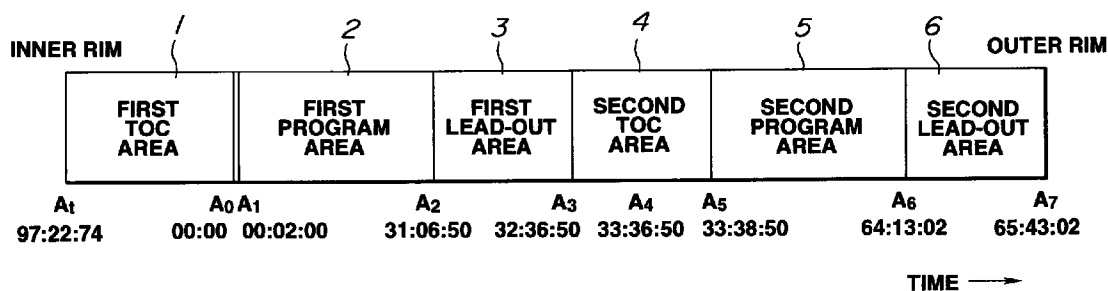 1 2 3 4 5 6
INNER RIM OUTER RIM
FIRST TOC AREA
FIRST PROGRAM AREA
FIRST LEAD-OUT AREA
SECOND TOC AREA
SECOND PROGRAM AREA
SECOND LEAD-OUT AREA
At A0 A1 A2 A3 A4 A5 A6 A7
97:22:74 00:00 00:02:00 31:06:50 32:36:50 33:36:50 33:38:50 64:13:02 65:43:02
TIME